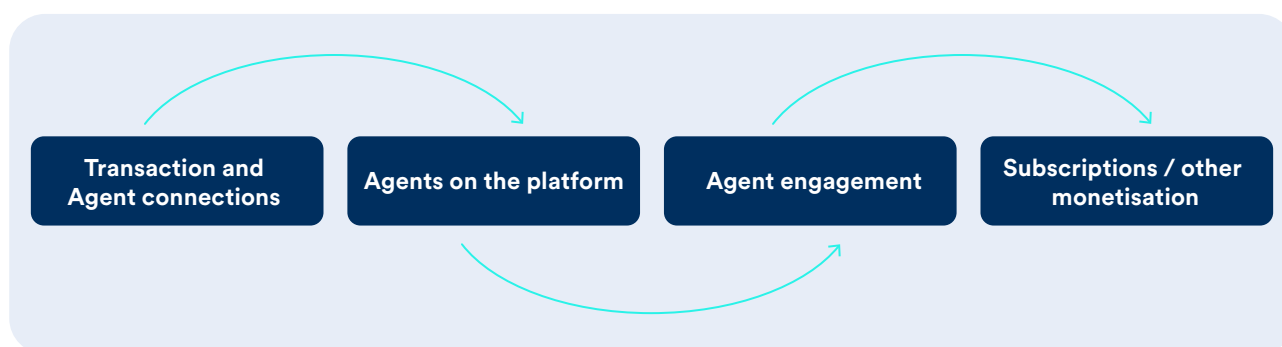 Transaction and
Agent connections
Agents on the platform
Agent engagement
Subscriptions / other
monetisation